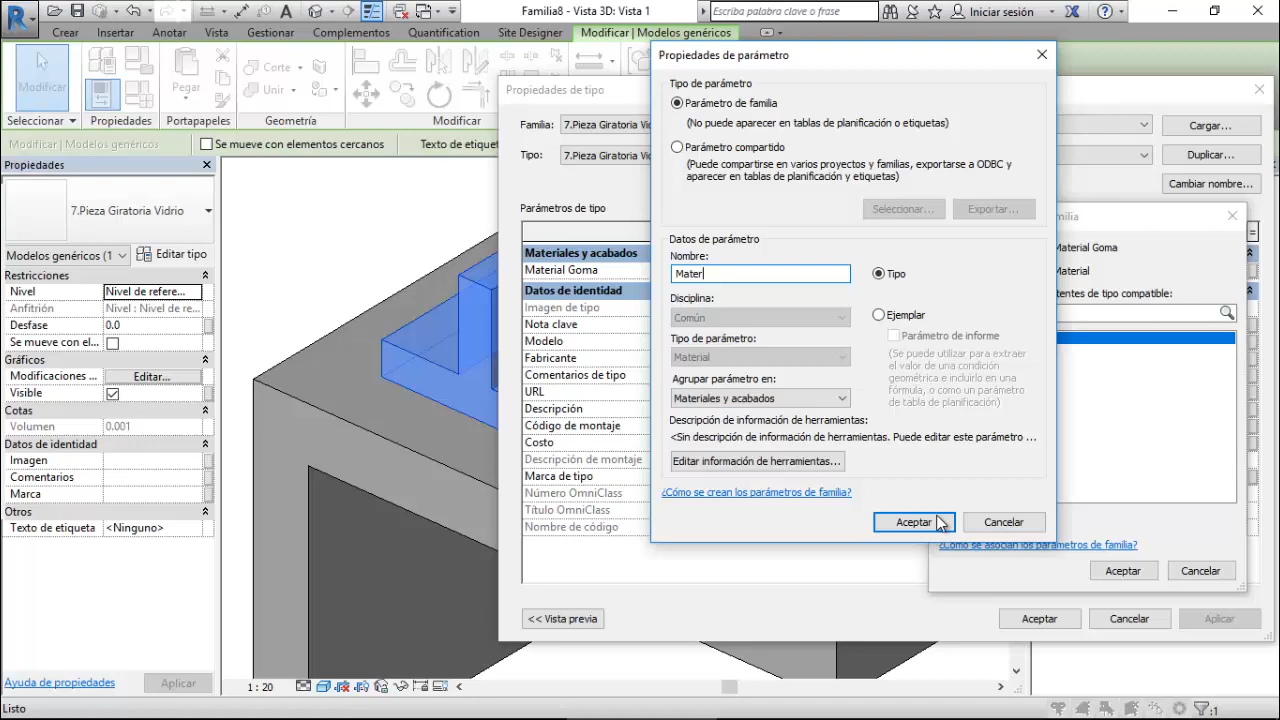 Familia8 - Vista 3D: Vista 1
Escriba palabra clave o frase
Iniciar sesión
Crear Insertar Anotar Vista Gestionar Complementos Quantification Site Designer Modificar | Modelos genéricos
Modificar
Pegar
Corte
Unir
Seleccionar Propiedades Portapapeles Geometría Modificar
Modificar | Modelos genéricos
Se mueve con elementos cercanos
Texto de etique
Propiedades
7.Pieza Giratoria Vidrio
Modelos genéricos (1
Editar tipo
Restricciones
Nivel Nivel de refere...
Anfitrión Nivel : Nivel de re...
Desfase 0.0
Se mueve con el...
Gráficos
Modificaciones ... Editar...
Visible
Cotas
Volumen 0.001
Datos de identidad
Imagen
Comentarios
Marca
Otros
Texto de etiqueta <Ninguno>
Ayuda de propiedades
Aplicar
1 : 20
Listo
:1
Propiedades de tipo
Familia: 7.Pieza Giratoria Vi
Cargar...
Tipo: 7.Pieza Giratoria Vi
Duplicar...
Cambiar nombre...
Parámetros de tipo
=
Materiales y acabados
Material Goma
Datos de identidad
Imagen de tipo
Nota clave
Modelo
Fabricante
Comentarios de tipo
URL
Descripción
Código de montaje
Costo
Descripción de montaje
Marca de tipo
Número OmniClass
Título OmniClass
Nombre de código
<< Vista previa
Aceptar
Cancelar
Aplicar
Propiedades de parámetro
Tipo de parámetro
Parámetro de familia
(No puede aparecer en tablas de planificación o etiquetas)
Parámetro compartido
(Puede compartirse en varios proyectos y familias, exportarse a ODBC y
aparecer en tablas de planificación y etiquetas)
Seleccionar...
Exportar...
Datos de parámetro
Nombre:
Mater
Tipo
Disciplina:
Común
Ejemplar
Parámetro de informe
Tipo de parámetro:
Material
(Se puede utilizar para extraer
el valor de una condición
geométrica e incluirlo en una
fórmula, o como un parámetro
de tabla de planificación)
Agrupar parámetro en:
Materiales y acabados
Descripción de información de herramientas:
<Sin descripción de información de herramientas. Puede editar este parámetro ...
Editar información de herramientas...
¿Cómo se crean los parámetros de familia?
Aceptar
Cancelar
ilia
Material Goma
Material
tentes de tipo compatible:
¿Cómo se asocian los parámetros de familia?
Aceptar
Cancelar